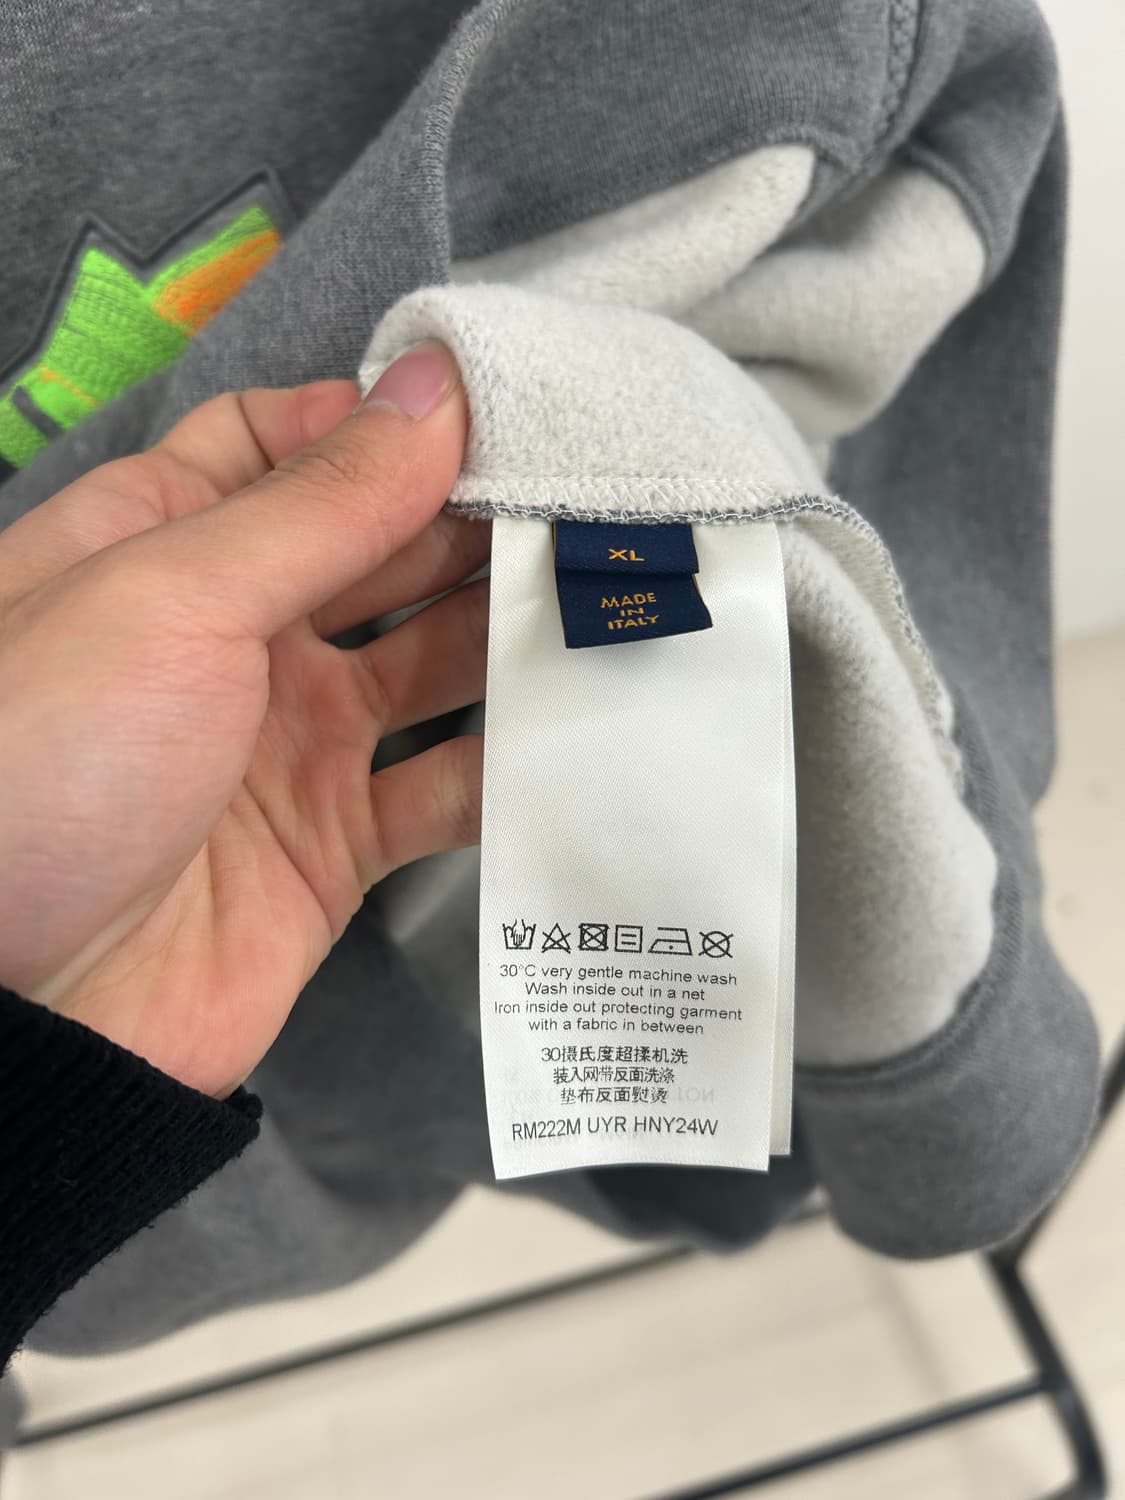 XL
MADE
IN
ITALY
30°C very gentle machine wash
Wash inside out in a net
Iron inside out protecting garment
with a fabric in between
30摄氏度超揉机洗
装入网带反面洗涤
垫布反面熨烫
RM222M UYR HNY24W